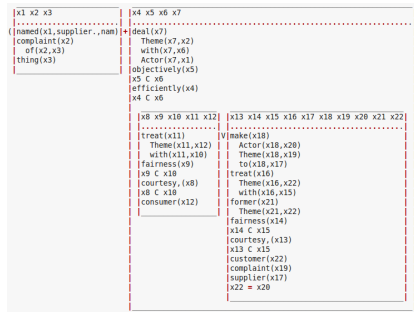 x1 x2 x3 x4 x5 x6 x7
(named(x1,supplier.,nam) + deal(x7)
complaint(x2) Theme(x7,x2)
of(x2,x3) with(x7,x6)
thing(x3) Actor(x7,x1)
objectively(x5)
x5 C x6
efficiently(x4)
x4 C x6
x8 x9 x10 x11 x12 x13 x14 x15 x16 x17 x18 x19 x20 x21 x22
treat(x11) V make(x18)
Theme(x11,x12) Actor(x18,x20)
with(x11,x10) Theme(x18,x19)
fairness(x9) to(x18,x17)
x9 C x10 treat(x16)
courtesy,(x8) Theme(x16,x22)
x8 C x10 with(x16,x15)
consumer(x12) former(x21)
Theme(x21,x22)
fairness(x14)
x14 C x15
courtesy,(x13)
x13 C x15
customer(x22)
complaint(x19)
supplier(x17)
x22 = x20